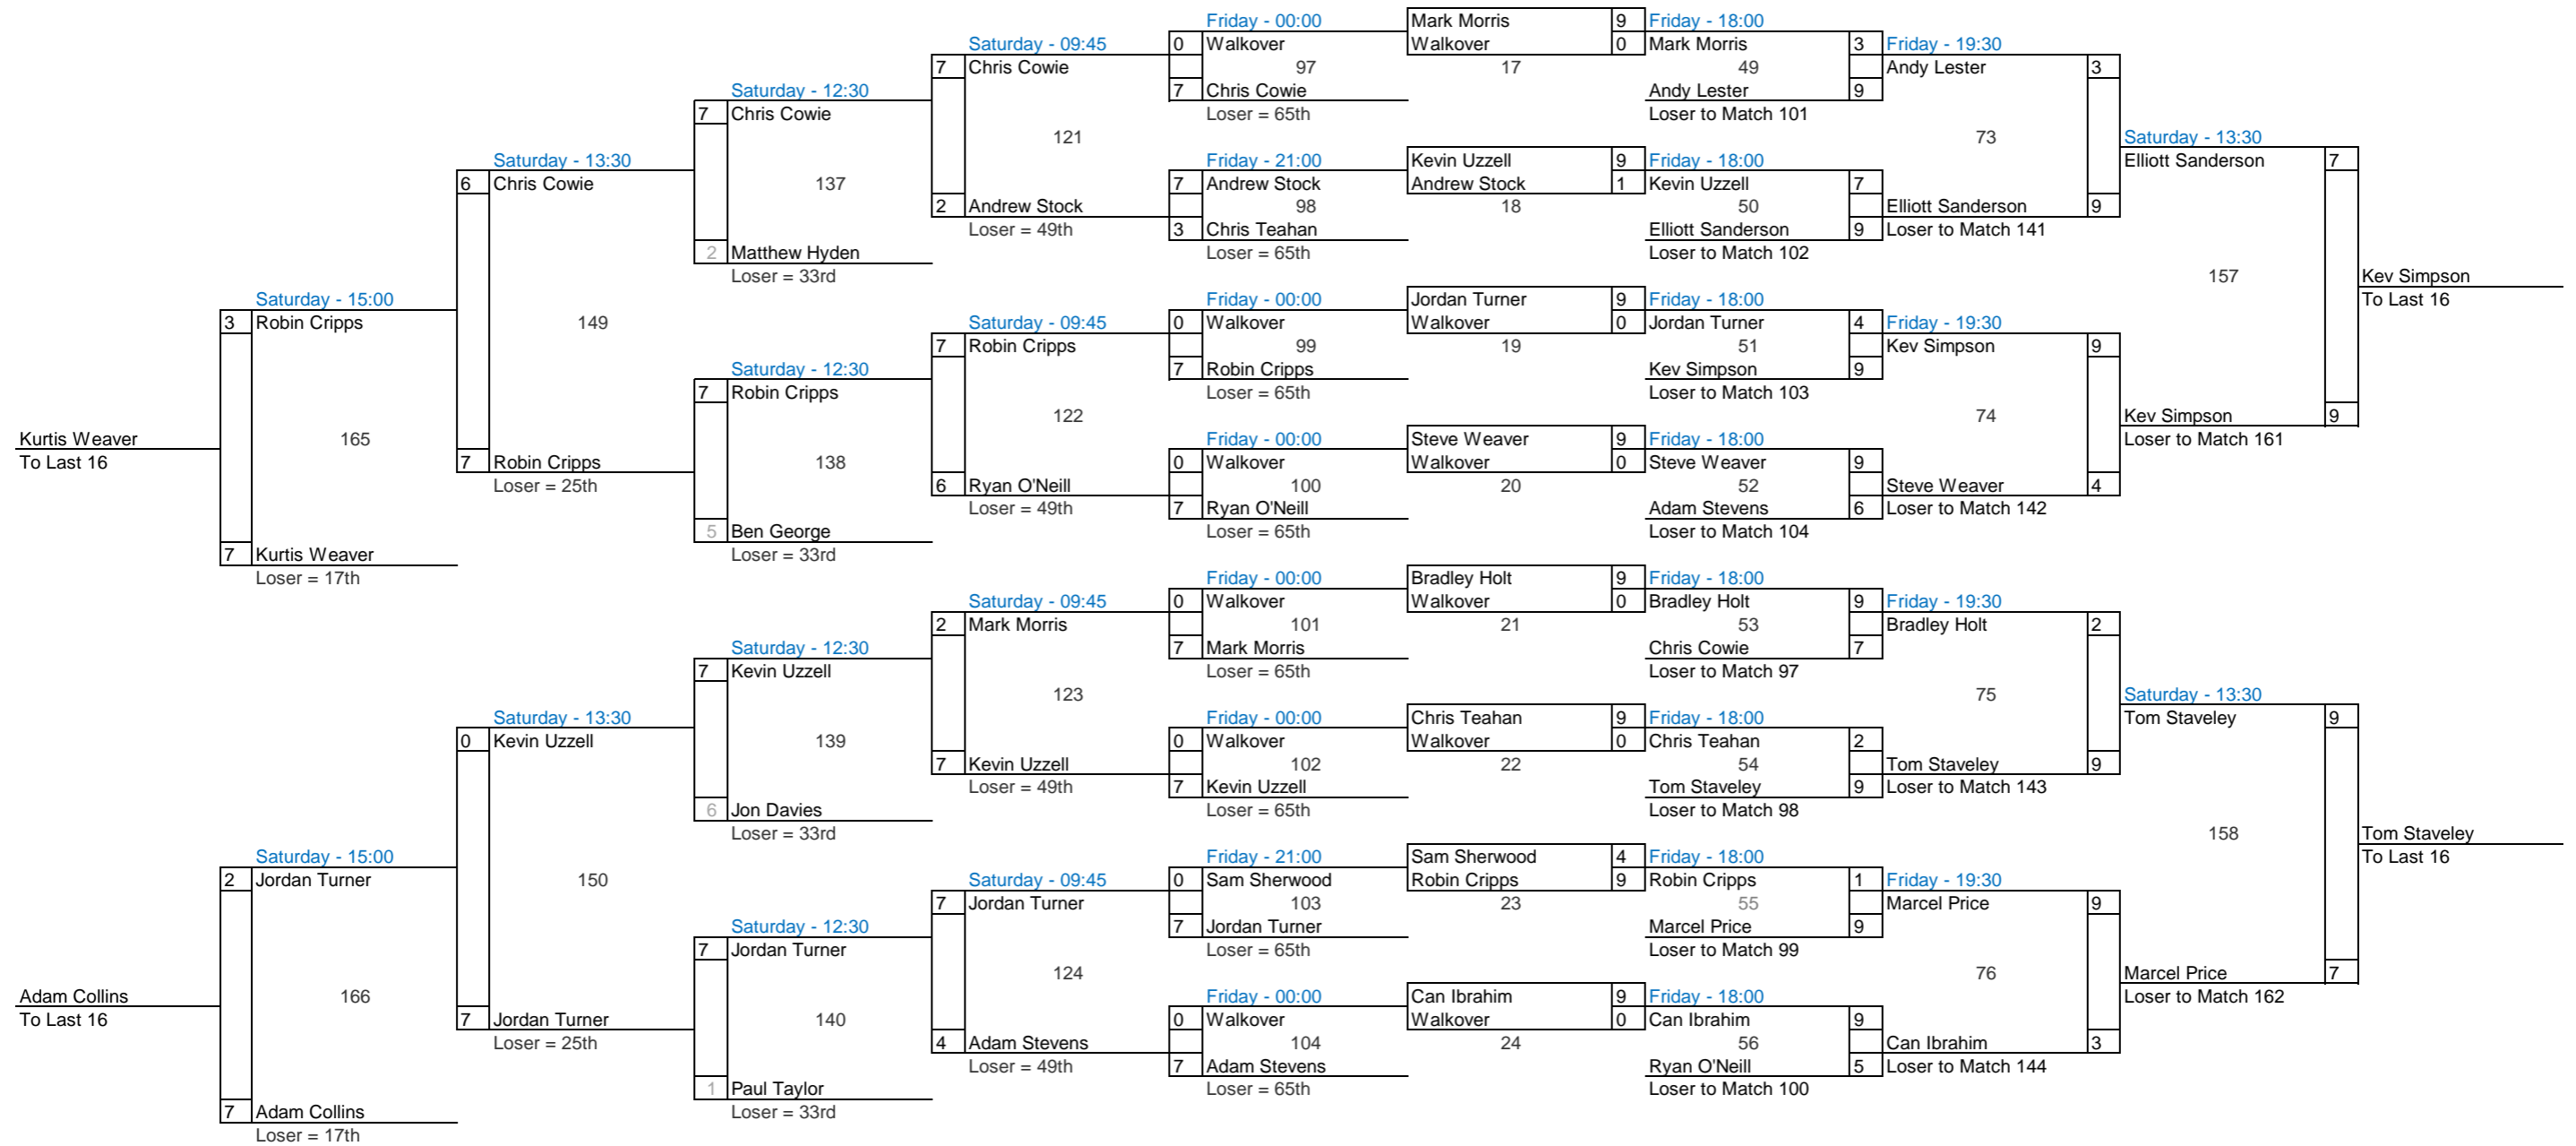 Friday - 00:00 Mark Morris 9 Friday - 18:00
Saturday - 09:45 0 Walkover Walkover 0 Mark Morris 3 Friday - 19:30
7 Chris Cowie 97 17 49 Andy Lester 3
Saturday - 12:30 7 Chris Cowie Andy Lester 9
7 Chris Cowie Loser = 65th Loser to Match 101
121 73 Saturday - 13:30
Saturday - 13:30 Friday - 21:00 Kevin Uzzell 9 Friday - 18:00 Elliott Sanderson 7
6 Chris Cowie 137 7 Andrew Stock Andrew Stock 1 Kevin Uzzell 7
2 Andrew Stock 98 18 50 Elliott Sanderson 9
Loser = 49th 3 Chris Teahan Elliott Sanderson 9 Loser to Match 141
2 Matthew Hyden Loser = 65th Loser to Match 102
Loser = 33rd 157 Kev Simpson
Saturday - 15:00 Friday - 00:00 Jordan Turner 9 Friday - 18:00 To Last 16
3 Robin Cripps 149 Saturday - 09:45 0 Walkover Walkover 0 Jordan Turner 4 Friday - 19:30
7 Robin Cripps 99 19 51 Kev Simpson 9
Saturday - 12:30 7 Robin Cripps Kev Simpson 9
7 Robin Cripps Loser = 65th Loser to Match 103
122 74 Kev Simpson 9
Kurtis Weaver 165 Friday - 00:00 Steve Weaver 9 Friday - 18:00 Loser to Match 161
To Last 16 7 Robin Cripps 138 0 Walkover Walkover 0 Steve Weaver 9
Loser = 25th 6 Ryan O'Neill 100 20 52 Steve Weaver 4
Loser = 49th 7 Ryan O'Neill Adam Stevens 6 Loser to Match 142
5 Ben George Loser = 65th Loser to Match 104
7 Kurtis Weaver Loser = 33rd
Loser = 17th Friday - 00:00 Bradley Holt 9 Friday - 18:00
Saturday - 09:45 0 Walkover Walkover 0 Bradley Holt 9 Friday - 19:30
2 Mark Morris 101 21 53 Bradley Holt 2
Saturday - 12:30 7 Mark Morris Chris Cowie 7
7 Kevin Uzzell Loser = 65th Loser to Match 97
123 75 Saturday - 13:30
Saturday - 13:30 Friday - 00:00 Chris Teahan 9 Friday - 18:00 Tom Staveley 9
0 Kevin Uzzell 139 0 Walkover Walkover 0 Chris Teahan 2
7 Kevin Uzzell 102 22 54 Tom Staveley 9
Loser = 49th 7 Kevin Uzzell Tom Staveley 9 Loser to Match 143
6 Jon Davies Loser = 65th Loser to Match 98
Loser = 33rd 158 Tom Staveley
Saturday - 15:00 Friday - 21:00 Sam Sherwood 4 Friday - 18:00 To Last 16
2 Jordan Turner 150 Saturday - 09:45 0 Sam Sherwood Robin Cripps 9 Robin Cripps 1 Friday - 19:30
7 Jordan Turner 103 23 55 Marcel Price 9
Saturday - 12:30 7 Jordan Turner Marcel Price 9
7 Jordan Turner Loser = 65th Loser to Match 99
124 76 Marcel Price 7
Adam Collins 166 Friday - 00:00 Can Ibrahim 9 Friday - 18:00 Loser to Match 162
To Last 16 7 Jordan Turner 140 0 Walkover Walkover 0 Can Ibrahim 9
Loser = 25th 4 Adam Stevens 104 24 56 Can Ibrahim 3
Loser = 49th 7 Adam Stevens Ryan O'Neill 5 Loser to Match 144
1 Paul Taylor Loser = 65th Loser to Match 100
7 Adam Collins Loser = 33rd
Loser = 17th